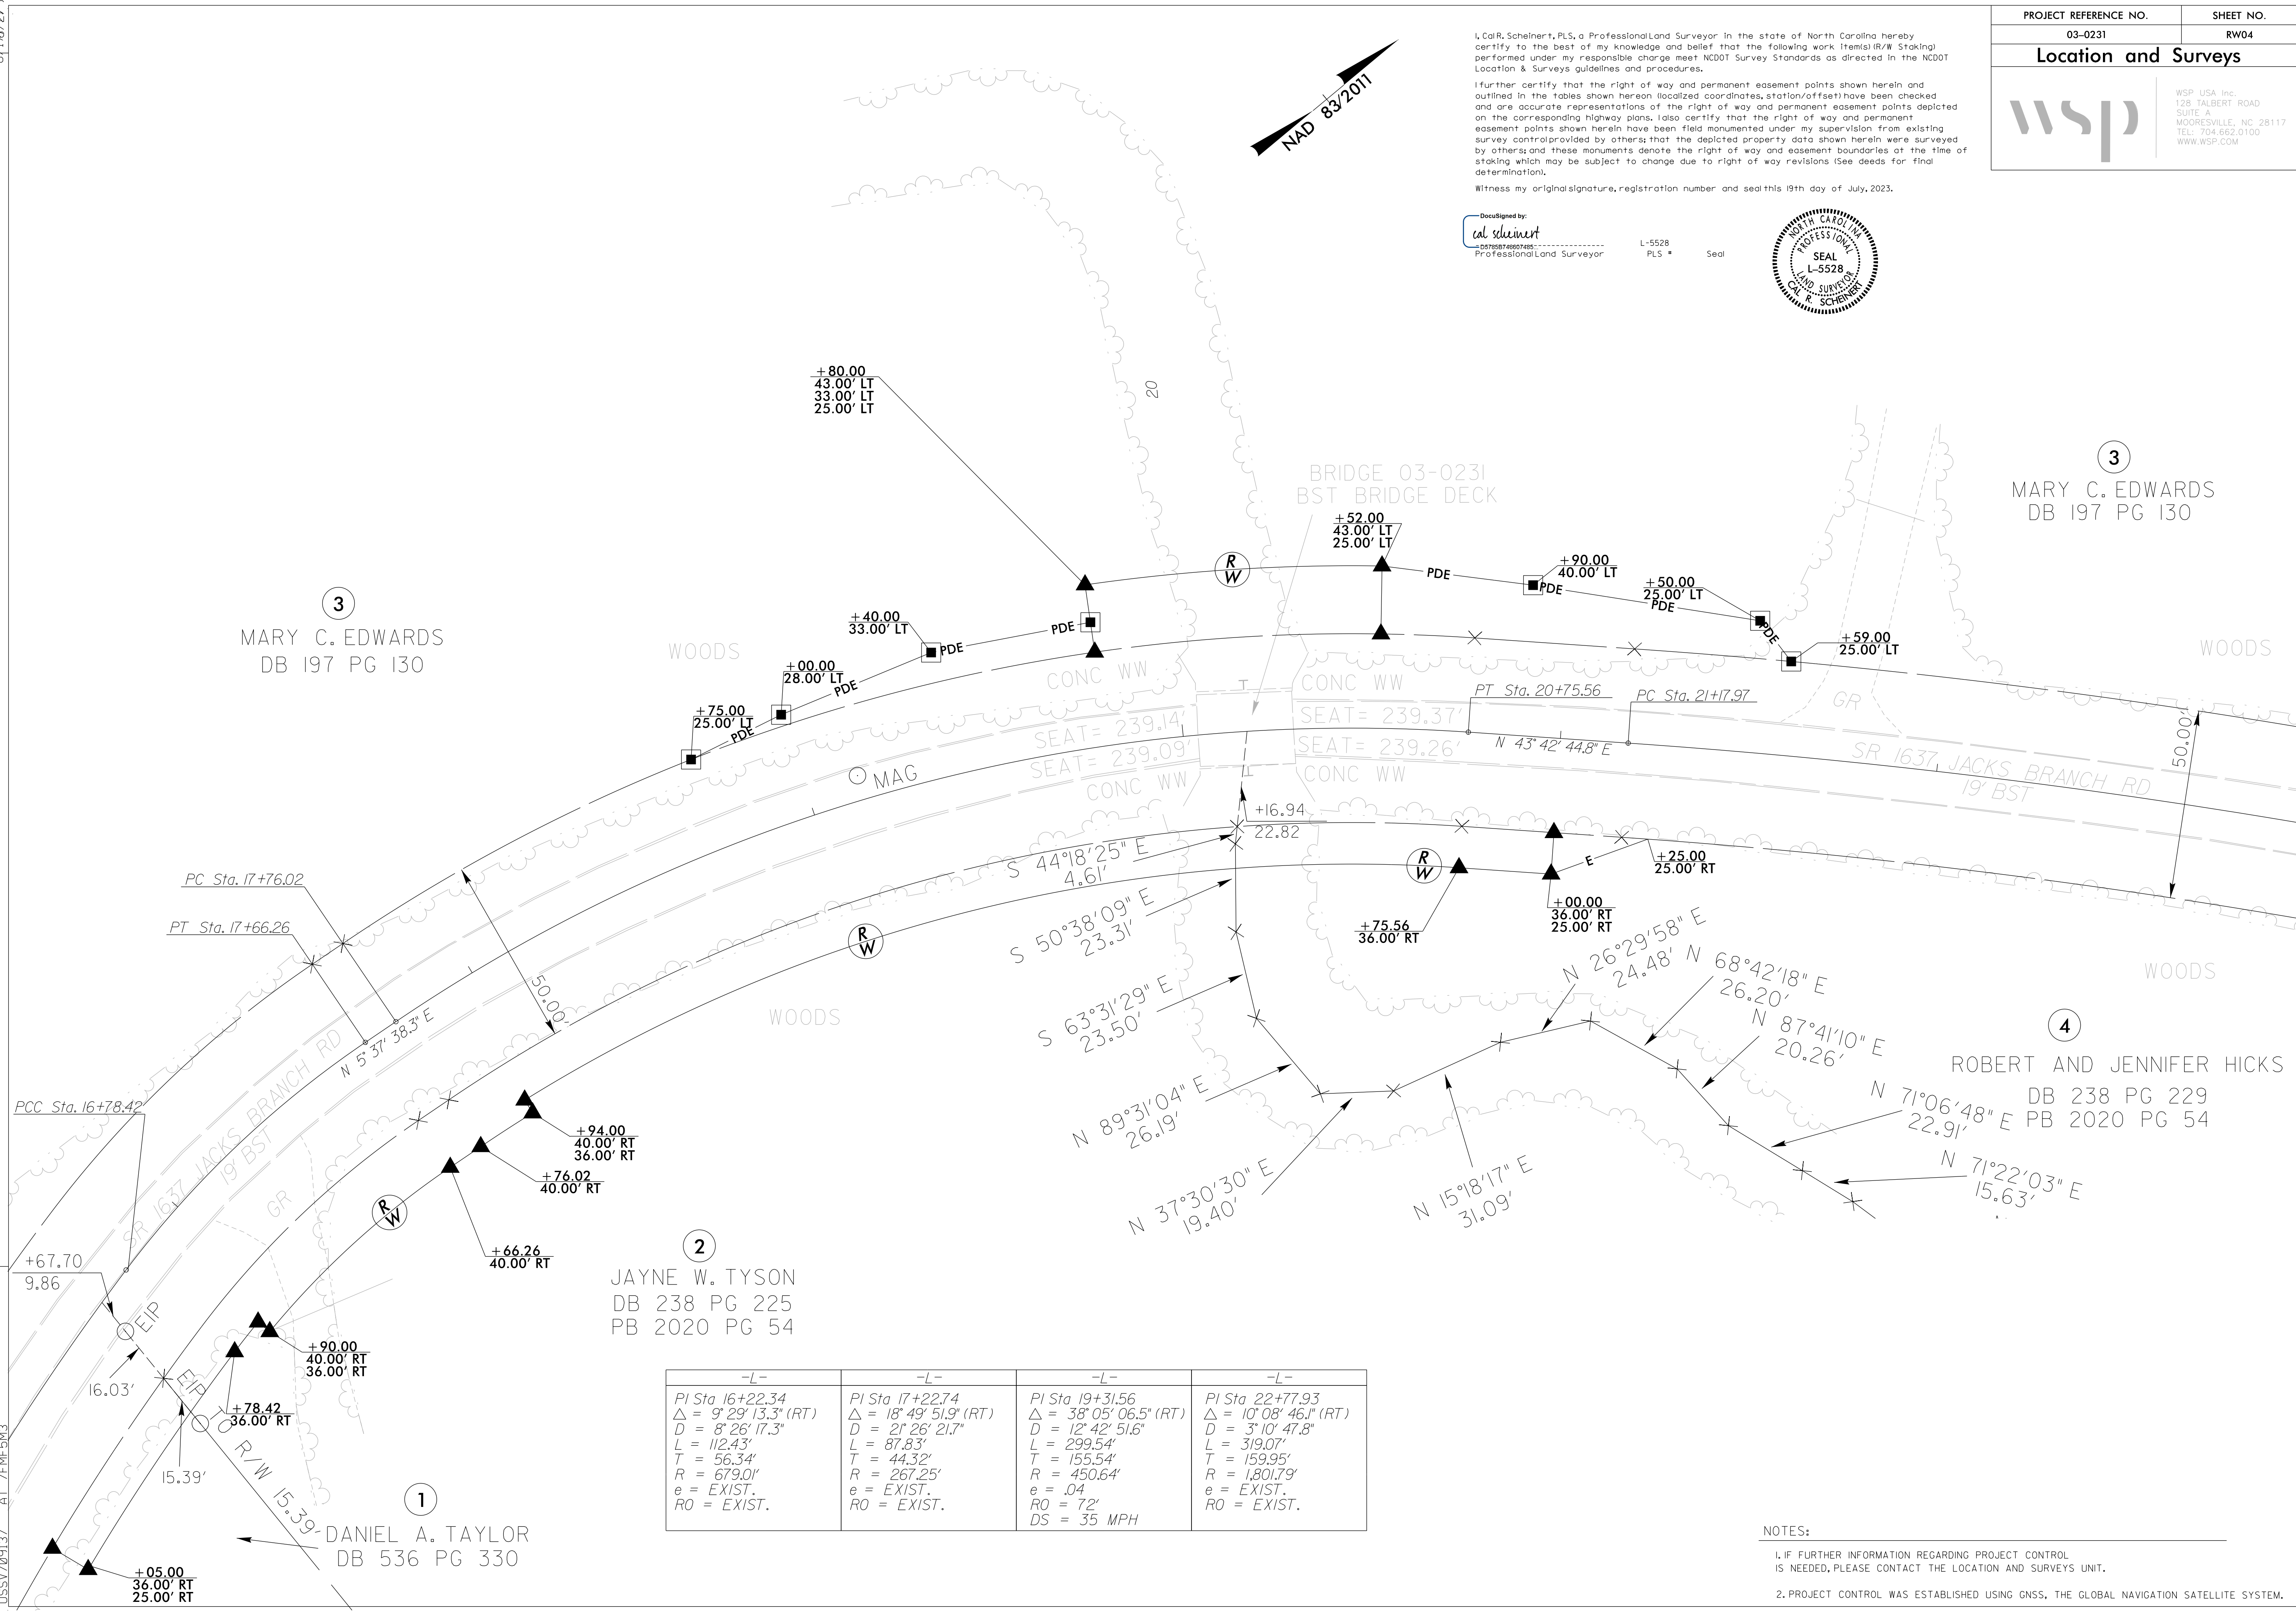 PROJECT REFERENCE NO.
SHEET NO.
03–0231
RW04
Location and Surveys
wsp
WSP USA Inc.
128 TALBERT ROAD
SUITE A
MOORESVILLE, NC 28117
TEL: 704.662.0100
WWW.WSP.COM
I, Cal R. Scheinert, PLS, a Professional Land Surveyor in the state of North Carolina hereby
certify to the best of my knowledge and belief that the following work item(s) (R/W Staking)
performed under my responsible charge meet NCDOT Survey Standards as directed in the NCDOT
Location & Surveys guidelines and procedures.
I further certify that the right of way and permanent easement points shown herein and
outlined in the tables shown hereon (localized coordinates, station/offset) have been checked
and are accurate representations of the right of way and permanent easement points depicted
on the corresponding highway plans. I also certify that the right of way and permanent
easement points shown herein have been field monumented under my supervision from existing
survey control provided by others; that the depicted property data shown herein were surveyed
by others; and these monuments denote the right of way and easement boundaries at the time of
staking which may be subject to change due to right of way revisions (See deeds for final
determination).
Witness my original signature, registration number and seal this 19th day of July, 2023.
DocuSigned by:
cal scheinert
D5785B748607485...
Professional Land Surveyor
L-5528
PLS #
Seal
NORTH CAROLINA
PROFESSIONAL
SEAL
L–5528
LAND SURVEYOR
CAL R. SCHEINERT
NAD 83/2011
20
+80.00
43.00' LT
33.00' LT
25.00' LT
BRIDGE 03-0231
BST BRIDGE DECK
+52.00
43.00' LT
25.00' LT
3
MARY C. EDWARDS
DB 197 PG 130
3
MARY C. EDWARDS
DB 197 PG 130
R
W
PDE
+90.00
40.00' LT
PDE
+50.00
25.00' LT
PDE
PDE
+59.00
25.00' LT
WOODS
WOODS
+40.00
33.00' LT
PDE
PDE
+00.00
28.00' LT
PDE
+75.00
25.00' LT
PDE
CONC WW
CONC WW
PT Sta. 20+75.56
PC Sta. 21+17.97
GR
SEAT= 239.14'
SEAT= 239.37'
SEAT= 239.09'
SEAT= 239.26'
N 43° 42' 44.8" E
CONC WW
CONC WW
SR 1637 JACKS BRANCH RD
19' BST
50.00'
MAG
+16.94
22.82
S 44°18'25" E
4.61'
R
W
E
+25.00
25.00' RT
+00.00
36.00' RT
25.00' RT
+75.56
36.00' RT
PC Sta. 17+76.02
PT Sta. 17+66.26
R
W
50.00'
S 50°38'09" E
23.31'
N 26°29'58" E
24.48'
N 68°42'18" E
26.20'
WOODS
WOODS
S 63°31'29" E
23.50'
N 87°41'10" E
20.26'
4
ROBERT AND JENNIFER HICKS
DB 238 PG 229
PB 2020 PG 54
N 5° 37' 38.3" E
N 89°31'04" E
26.19'
N 71°06'48" E
22.91'
PCC Sta. 16+78.42
SR 1637 JACKS BRANCH RD
19' BST
GR
+94.00
40.00' RT
36.00' RT
+76.02
40.00' RT
N 37°30'30" E
19.40'
N 15°18'17" E
31.09'
N 71°22'03" E
15.63'
R
W
+66.26
40.00' RT
2
JAYNE W. TYSON
DB 238 PG 225
PB 2020 PG 54
+67.70
9.86
EIP
+90.00
40.00' RT
36.00' RT
16.03'
EIP
+78.42
36.00' RT
15.39'
O R/W 15.39'
1
DANIEL A. TAYLOR
DB 536 PG 330
+05.00
36.00' RT
25.00' RT
-L-
PI Sta 16+22.34
△ = 9° 29' 13.3" (RT)
D = 8° 26' 17.3"
L = 112.43'
T = 56.34'
R = 679.01'
e = EXIST.
RO = EXIST.
-L-
PI Sta 17+22.74
△ = 18° 49' 51.9" (RT)
D = 21° 26' 21.7"
L = 87.83'
T = 44.32'
R = 267.25'
e = EXIST.
RO = EXIST.
-L-
PI Sta 19+31.56
△ = 38° 05' 06.5" (RT)
D = 12° 42' 51.6"
L = 299.54'
T = 155.54'
R = 450.64'
e = .04
RO = 72'
DS = 35 MPH
-L-
PI Sta 22+77.93
△ = 10° 08' 46.1" (RT)
D = 3° 10' 47.8"
L = 319.07'
T = 159.95'
R = 1,801.79'
e = EXIST.
RO = EXIST.
NOTES:
1. IF FURTHER INFORMATION REGARDING PROJECT CONTROL
IS NEEDED, PLEASE CONTACT THE LOCATION AND SURVEYS UNIT.
2. PROJECT CONTROL WAS ESTABLISHED USING GNSS, THE GLOBAL NAVIGATION SATELLITE SYSTEM.